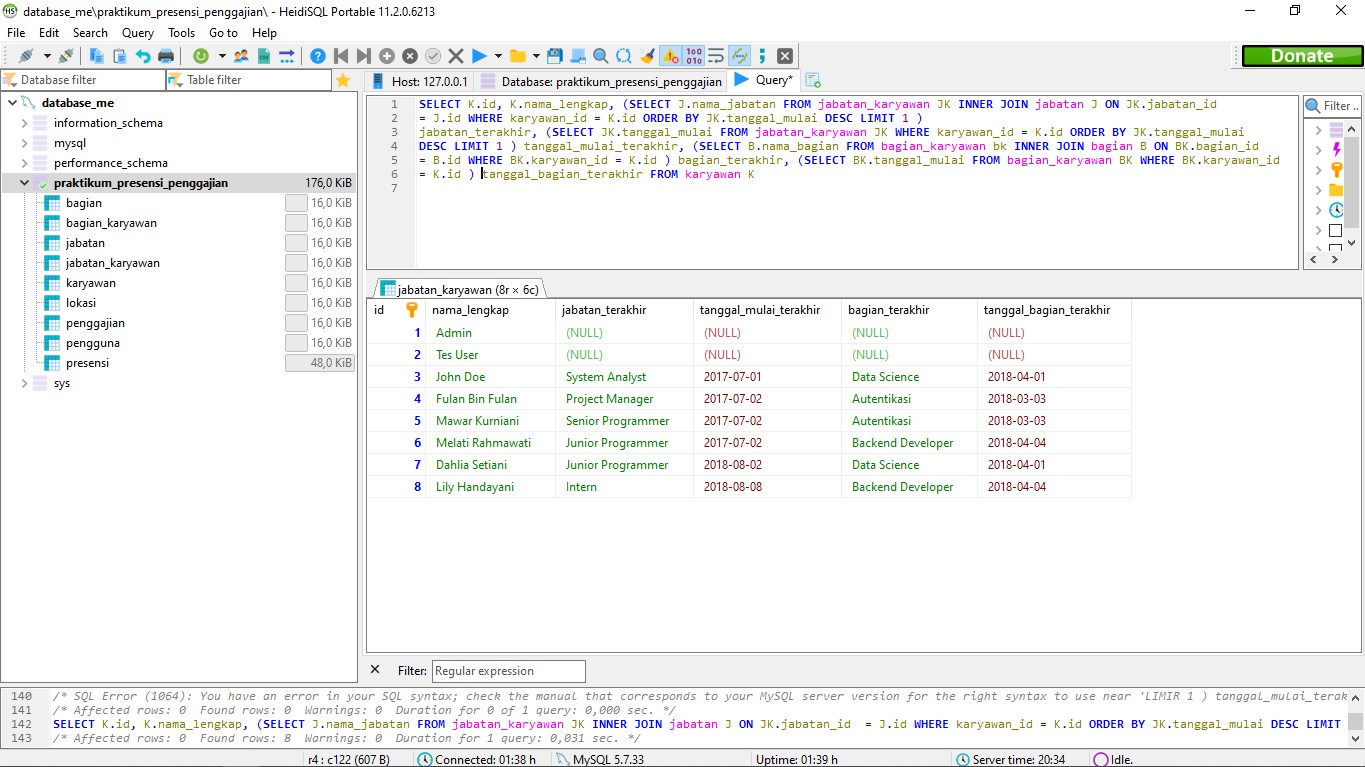 database_me\praktikum_presensi_penggajian\ - HeidiSQL Portable 11.2.0.6213
File Edit Search Query Tools Go to Help
Donate
Database filter Table filter
Host: 127.0.0.1 Database: praktikum_presensi_penggajian Query*
database_me
information_schema
mysql
performance_schema
praktikum_presensi_penggajian 176,0 KiB
bagian 16,0 KiB
bagian_karyawan 16,0 KiB
jabatan 16,0 KiB
jabatan_karyawan 16,0 KiB
karyawan 16,0 KiB
lokasi 16,0 KiB
penggajian 16,0 KiB
pengguna 16,0 KiB
presensi 48,0 KiB
sys
1 SELECT K.id, K.nama_lengkap, (SELECT J.nama_jabatan FROM jabatan_karyawan JK INNER JOIN jabatan J ON JK.jabatan_id
2 = J.id WHERE karyawan_id = K.id ORDER BY JK.tanggal_mulai DESC LIMIT 1 )
3 jabatan_terakhir, (SELECT JK.tanggal_mulai FROM jabatan_karyawan JK WHERE karyawan_id = K.id ORDER BY JK.tanggal_mulai
4 DESC LIMIT 1 ) tanggal_mulai_terakhir, (SELECT B.nama_bagian FROM bagian_karyawan bk INNER JOIN bagian B ON BK.bagian_id
5 = B.id WHERE BK.karyawan_id = K.id ) bagian_terakhir, (SELECT BK.tanggal_mulai FROM bagian_karyawan BK WHERE BK.karyawan_id
6 = K.id ) tanggal_bagian_terakhir FROM karyawan K
7
Filter ..
jabatan_karyawan (8r × 6c)
id nama_lengkap jabatan_terakhir tanggal_mulai_terakhir bagian_terakhir tanggal_bagian_terakhir
1 Admin (NULL) (NULL) (NULL) (NULL)
2 Tes User (NULL) (NULL) (NULL) (NULL)
3 John Doe System Analyst 2017-07-01 Data Science 2018-04-01
4 Fulan Bin Fulan Project Manager 2017-07-02 Autentikasi 2018-03-03
5 Mawar Kurniani Senior Programmer 2017-07-02 Autentikasi 2018-03-03
6 Melati Rahmawati Junior Programmer 2017-07-02 Backend Developer 2018-04-04
7 Dahlia Setiani Junior Programmer 2018-08-02 Data Science 2018-04-01
8 Lily Handayani Intern 2018-08-08 Backend Developer 2018-04-04
Filter: Regular expression
140 /* SQL Error (1064): You have an error in your SQL syntax; check the manual that corresponds to your MySQL server version for the right syntax to use near 'LIMIR 1 ) tanggal_mulai_terak
141 /* Affected rows: 0 Found rows: 0 Warnings: 0 Duration for 0 of 1 query: 0,000 sec. */
142 SELECT K.id, K.nama_lengkap, (SELECT J.nama_jabatan FROM jabatan_karyawan JK INNER JOIN jabatan J ON JK.jabatan_id = J.id WHERE karyawan_id = K.id ORDER BY JK.tanggal_mulai DESC LIMIT
143 /* Affected rows: 0 Found rows: 8 Warnings: 0 Duration for 1 query: 0,031 sec. */
r4 : c122 (607 B) Connected: 01:38 h MySQL 5.7.33 Uptime: 01:39 h Server time: 20:34 Idle.